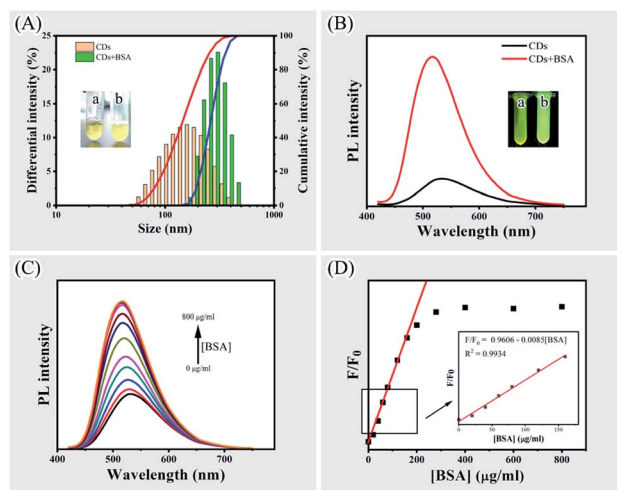 (A)
Differential intensity (%)
25
20
15
10
5
0
CDs
CDs+BSA
a b
100
80
60
40
20
0
Cumulative intensity (%)
10 100 1000
Size (nm)
(B)
PL intensity
CDs
CDs+BSA
a b
400 500 600 700
Wavelength (nm)
(C)
PL intensity
800 μg/ml
[BSA]
0 μg/ml
400 500 600 700
Wavelength (nm)
(D)
F/F0
F/F0 = 0.9606 + 0.0085[BSA]
R2 = 0.9934
F/F0
0 50 100 150
[BSA] (μg/ml)
0 200 400 600 800
[BSA] (μg/ml)